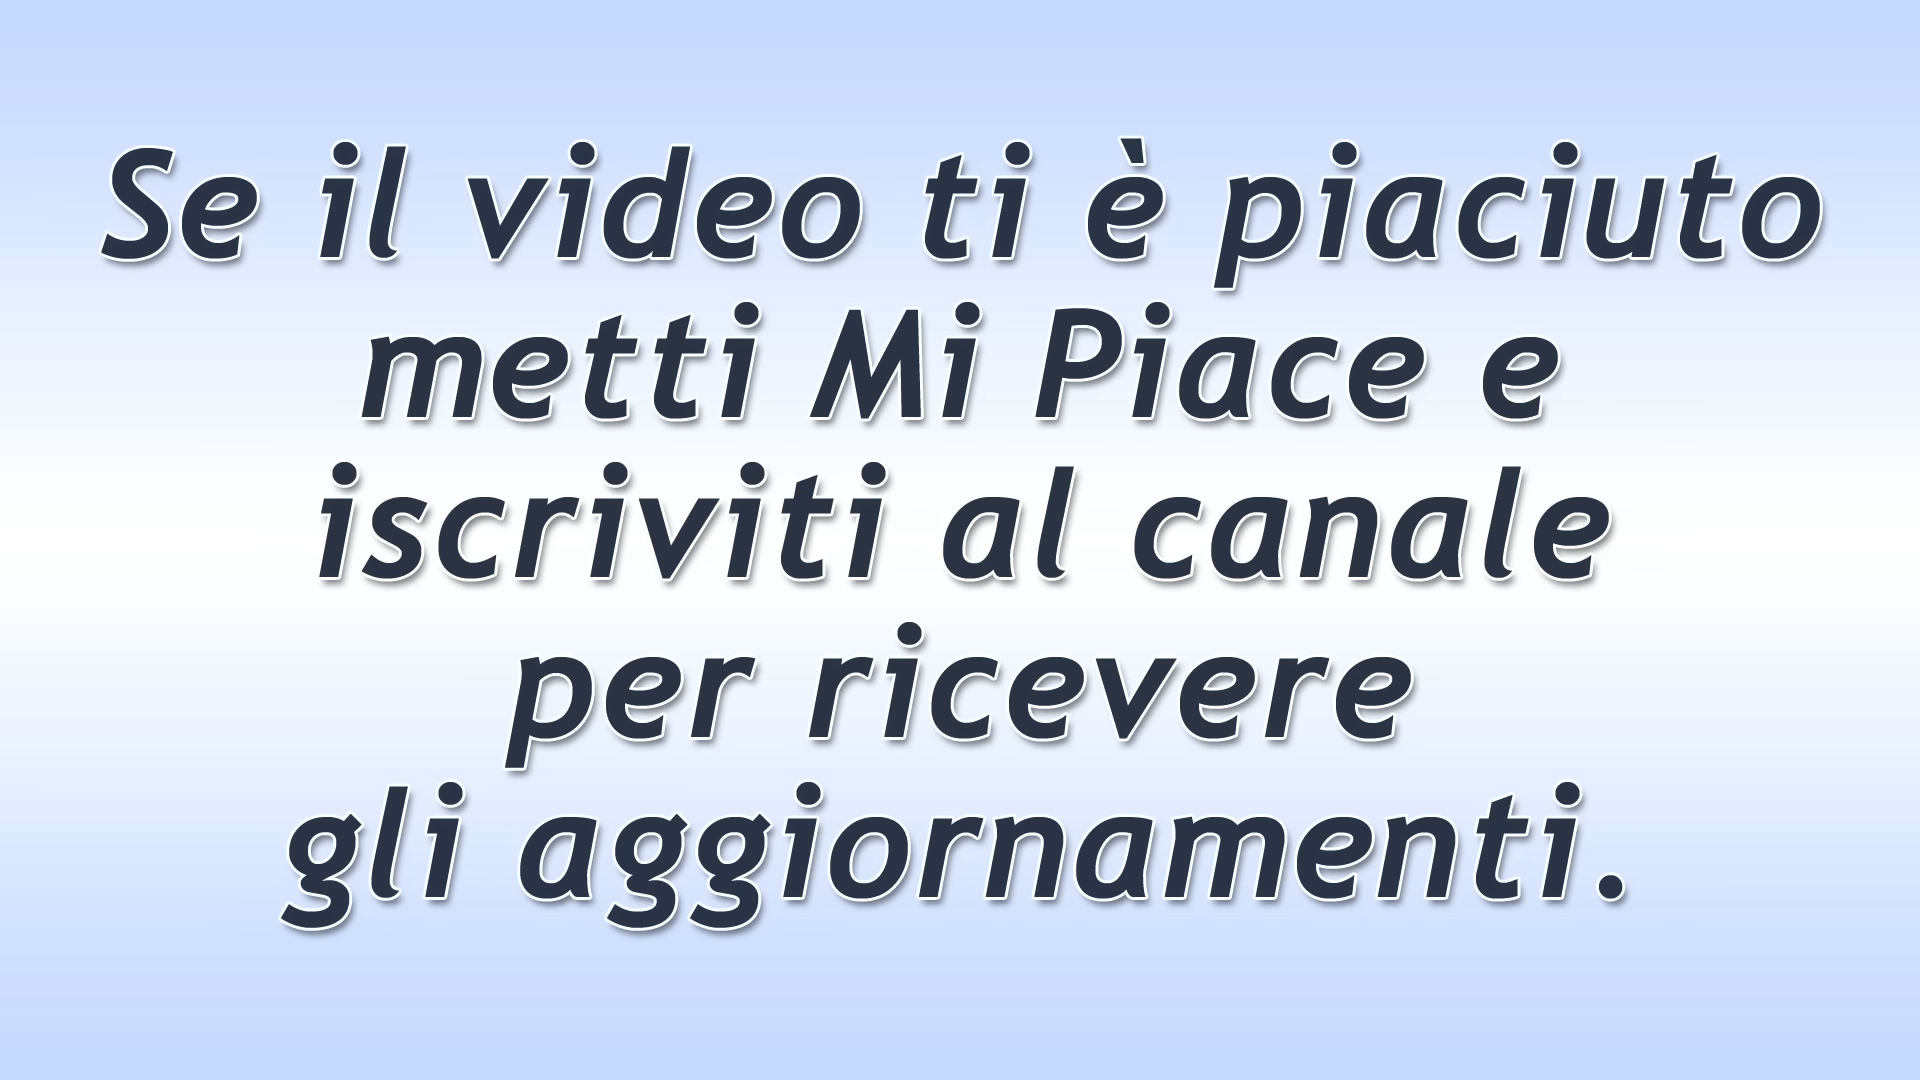 Se il video ti è piaciuto
metti Mi Piace e
iscriviti al canale
per ricevere
gli aggiornamenti.